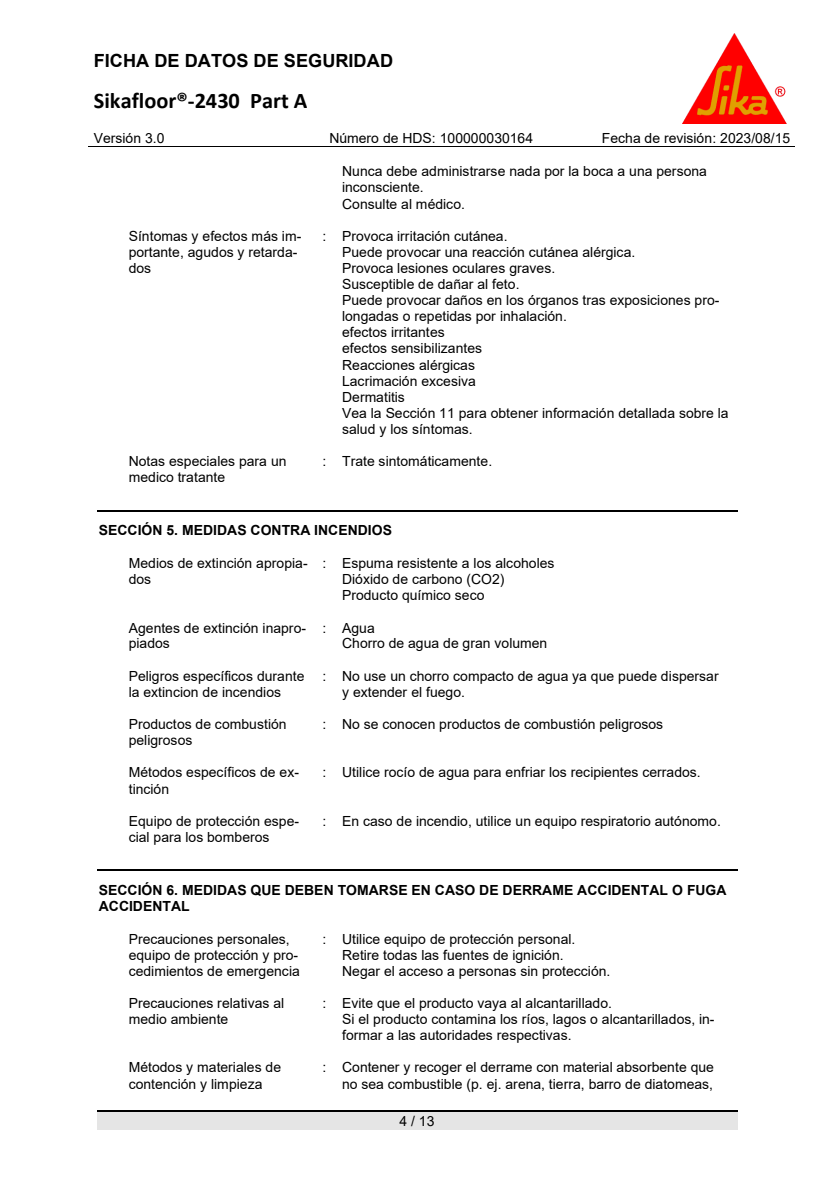 FICHA DE DATOS DE SEGURIDAD
Sikafloor®-2430 Part A
Sika ®
Versión 3.0 Número de HDS: 100000030164 Fecha de revisión: 2023/08/15
Nunca debe administrarse nada por la boca a una persona
inconsciente.
Consulte al médico.
Síntomas y efectos más im- : Provoca irritación cutánea.
portante, agudos y retarda- Puede provocar una reacción cutánea alérgica.
dos Provoca lesiones oculares graves.
Susceptible de dañar al feto.
Puede provocar daños en los órganos tras exposiciones pro-
longadas o repetidas por inhalación.
efectos irritantes
efectos sensibilizantes
Reacciones alérgicas
Lacrimación excesiva
Dermatitis
Vea la Sección 11 para obtener información detallada sobre la
salud y los síntomas.
Notas especiales para un : Trate sintomáticamente.
medico tratante
SECCIÓN 5. MEDIDAS CONTRA INCENDIOS
Medios de extinción apropia- : Espuma resistente a los alcoholes
dos Dióxido de carbono (CO2)
Producto químico seco
Agentes de extinción inapro- : Agua
piados Chorro de agua de gran volumen
Peligros específicos durante : No use un chorro compacto de agua ya que puede dispersar
la extincion de incendios y extender el fuego.
Productos de combustión : No se conocen productos de combustión peligrosos
peligrosos
Métodos específicos de ex- : Utilice rocío de agua para enfriar los recipientes cerrados.
tinción
Equipo de protección espe- : En caso de incendio, utilice un equipo respiratorio autónomo.
cial para los bomberos
SECCIÓN 6. MEDIDAS QUE DEBEN TOMARSE EN CASO DE DERRAME ACCIDENTAL O FUGA
ACCIDENTAL
Precauciones personales, : Utilice equipo de protección personal.
equipo de protección y pro- Retire todas las fuentes de ignición.
cedimientos de emergencia Negar el acceso a personas sin protección.
Precauciones relativas al : Evite que el producto vaya al alcantarillado.
medio ambiente Si el producto contamina los ríos, lagos o alcantarillados, in-
formar a las autoridades respectivas.
Métodos y materiales de : Contener y recoger el derrame con material absorbente que
contención y limpieza no sea combustible (p. ej. arena, tierra, barro de diatomeas,
4 / 13